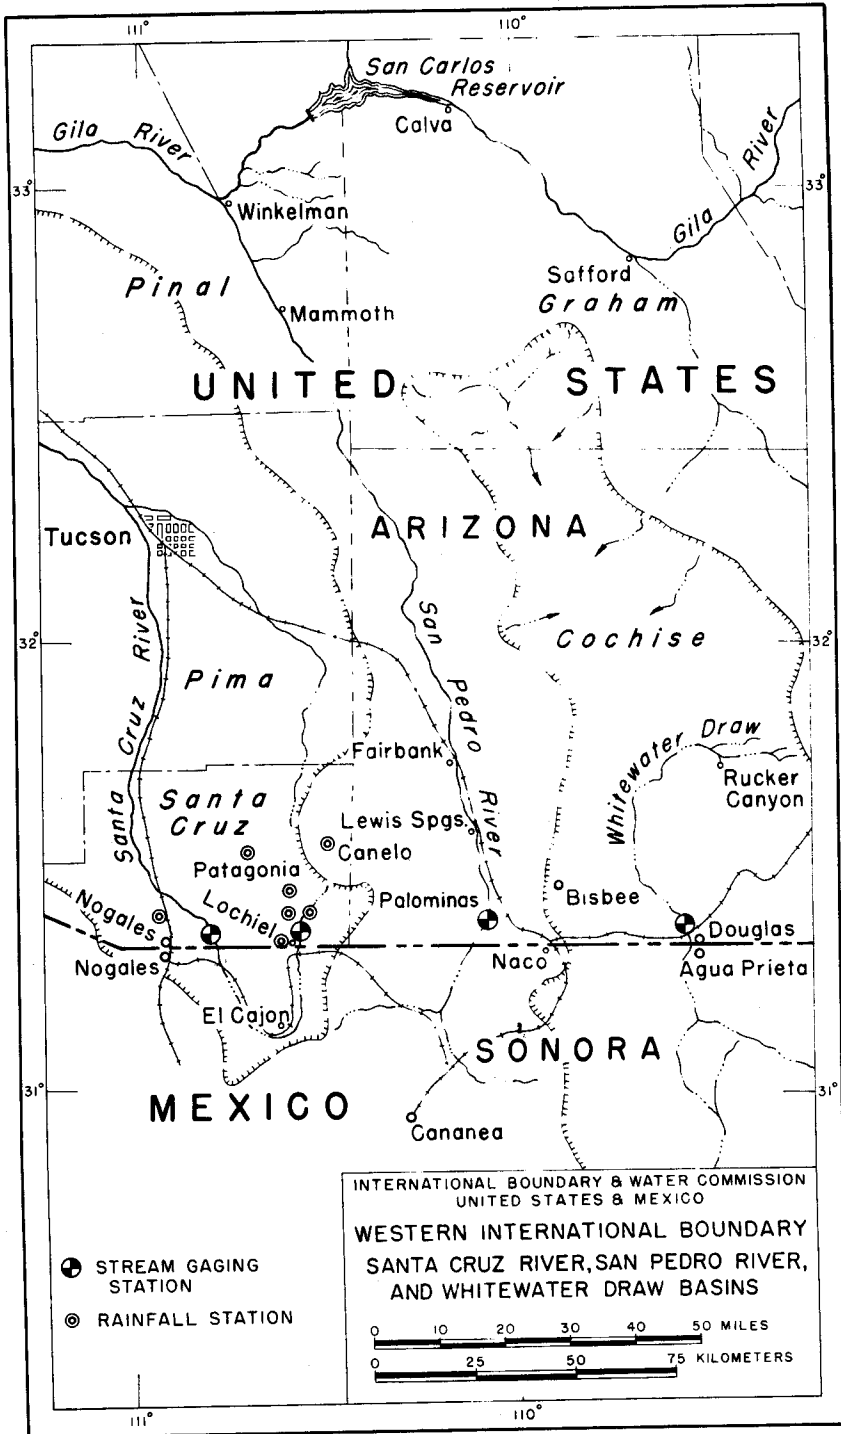 111°
110°
San Carlos
Reservoir
Calva
Gila
River
River
Gila
33°
33°
Winkelman
Safford
Pinal
Graham
Mammoth
UNITED
STATES
Tucson
ARIZONA
San
Cochise
32°
32°
Santa Cruz River
Pima
Pedro
Whitewater Draw
Fairbank
Rucker
Canyon
River
Santa
Cruz
Lewis Spgs.
Canelo
Patagonia
Bisbee
Palominas
Lochiel
Nogales
Douglas
Nogales
Naco
Agua Prieta
El Cajon
SONORA
31°
31°
MEXICO
Cananea
INTERNATIONAL BOUNDARY & WATER COMMISSION
UNITED STATES & MEXICO
WESTERN INTERNATIONAL BOUNDARY
SANTA CRUZ RIVER, SAN PEDRO RIVER,
AND WHITEWATER DRAW BASINS
STREAM GAGING
STATION
RAINFALL STATION
0 10 20 30 40 50 MILES
0 25 50 75 KILOMETERS
111°
110°